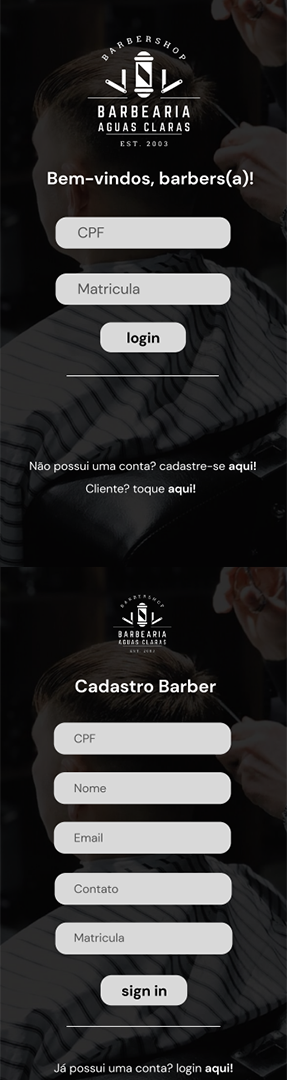 BARBERSHOP
BARBEARIA
AGUAS CLARAS
EST. 2003
Bem-vindos, barbers(a)!
CPF
Matricula
login
Não possui uma conta? cadastre-se aqui!
Cliente? toque aqui!
BARBERSHOP
BARBEARIA
AGUAS CLARAS
EST. 2003
Cadastro Barber
CPF
Nome
Email
Contato
Matricula
sign in
Já possui uma conta? login aqui!